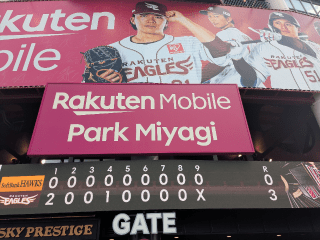 Rakuten Mobile
EAGLES
EAGLES
51
Rakuten Mobile
Park Miyagi
1 2 3 4 5 6 7 8 9 R
SoftBank HAWKS 0 0 0 0 0 0 0 0 0 0
RAKUTEN EAGLES 2 0 0 1 0 0 0 0 X 3
SKY PRESTIGE
GATE